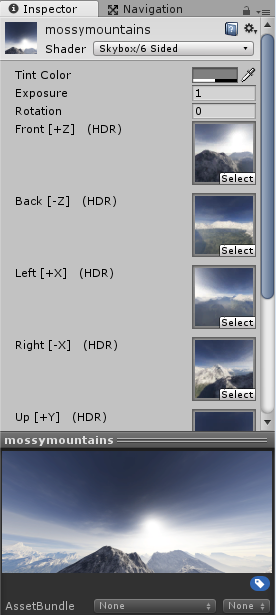 Inspector Navigation
mossymountains
Shader Skybox/6 Sided
Tint Color
Exposure 1
Rotation 0
Front [+Z] (HDR)
Select
Back [-Z] (HDR)
Select
Left [+X] (HDR)
Select
Right [-X] (HDR)
Select
Up [+Y] (HDR)
mossymountains
AssetBundle None None